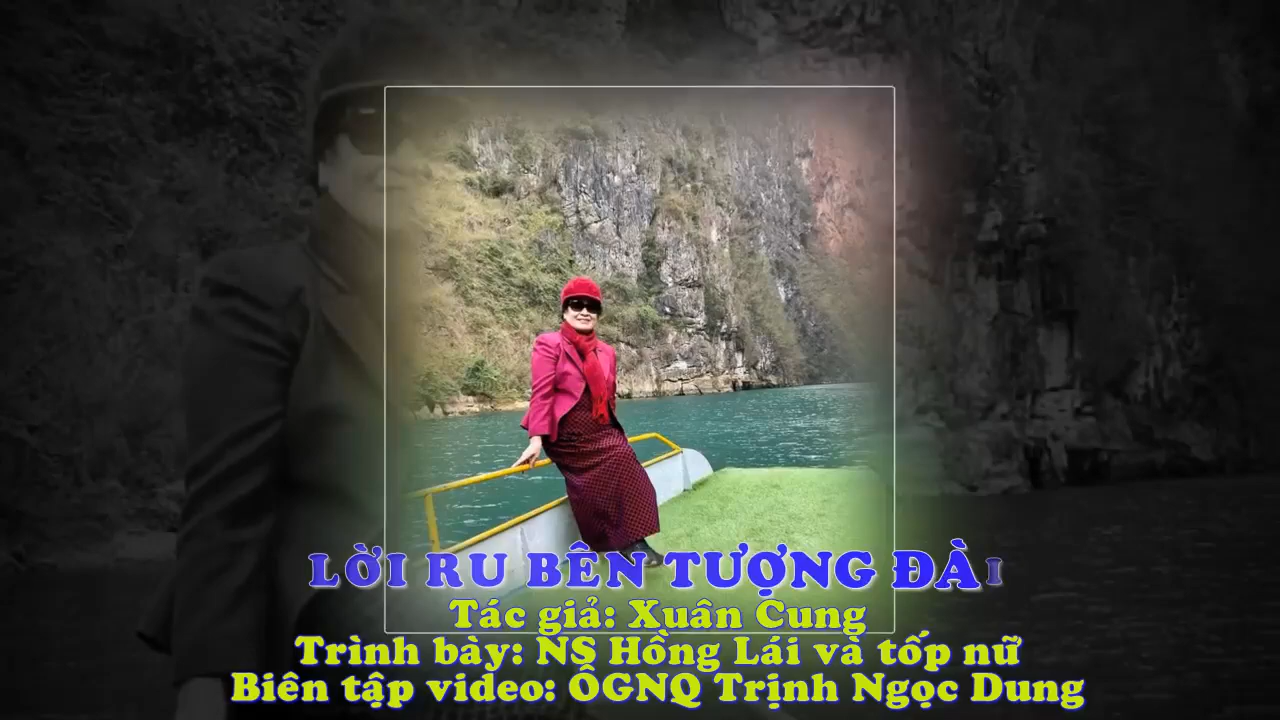 LỜI RU BÊN TƯỢNG ĐÀI
Tác giả: Xuân Cung
Trình bày: NS Hồng Lái và tốp nữ
Biên tập video: ÔGNQ Trịnh Ngọc Dung